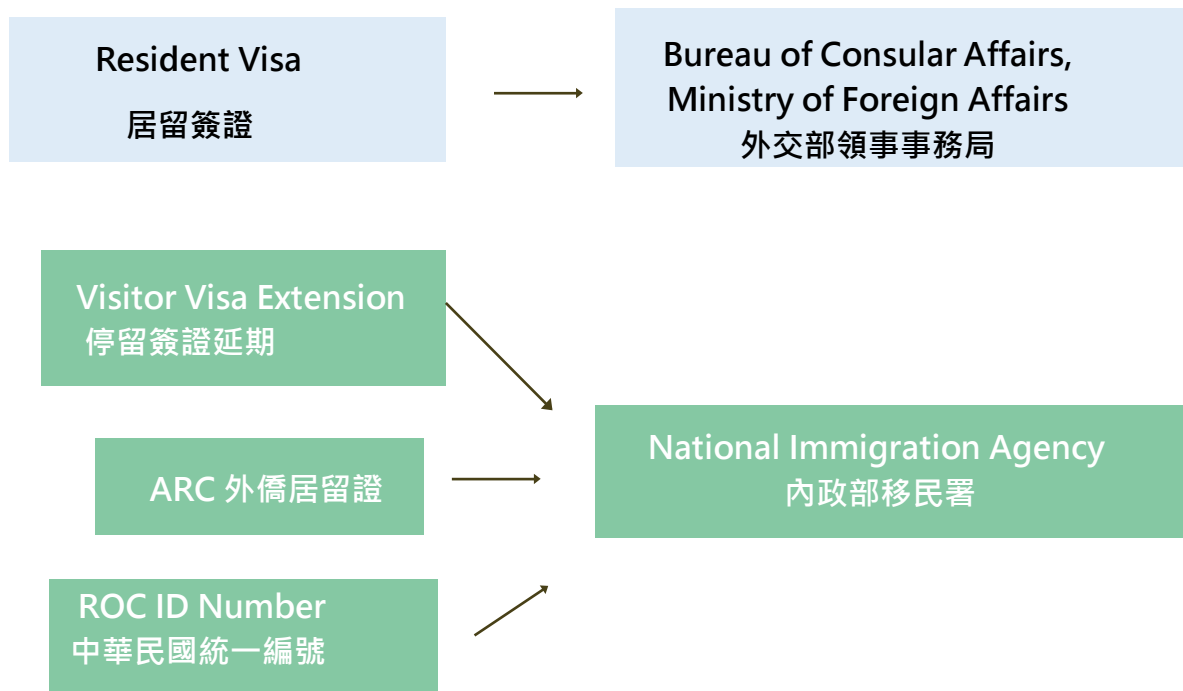 Resident Visa
居留簽證
Bureau of Consular Affairs,
Ministry of Foreign Affairs
外交部領事事務局
Visitor Visa Extension
停留簽證延期
ARC 外僑居留證
ROC ID Number
中華民國統一編號
National Immigration Agency
內政部移民署